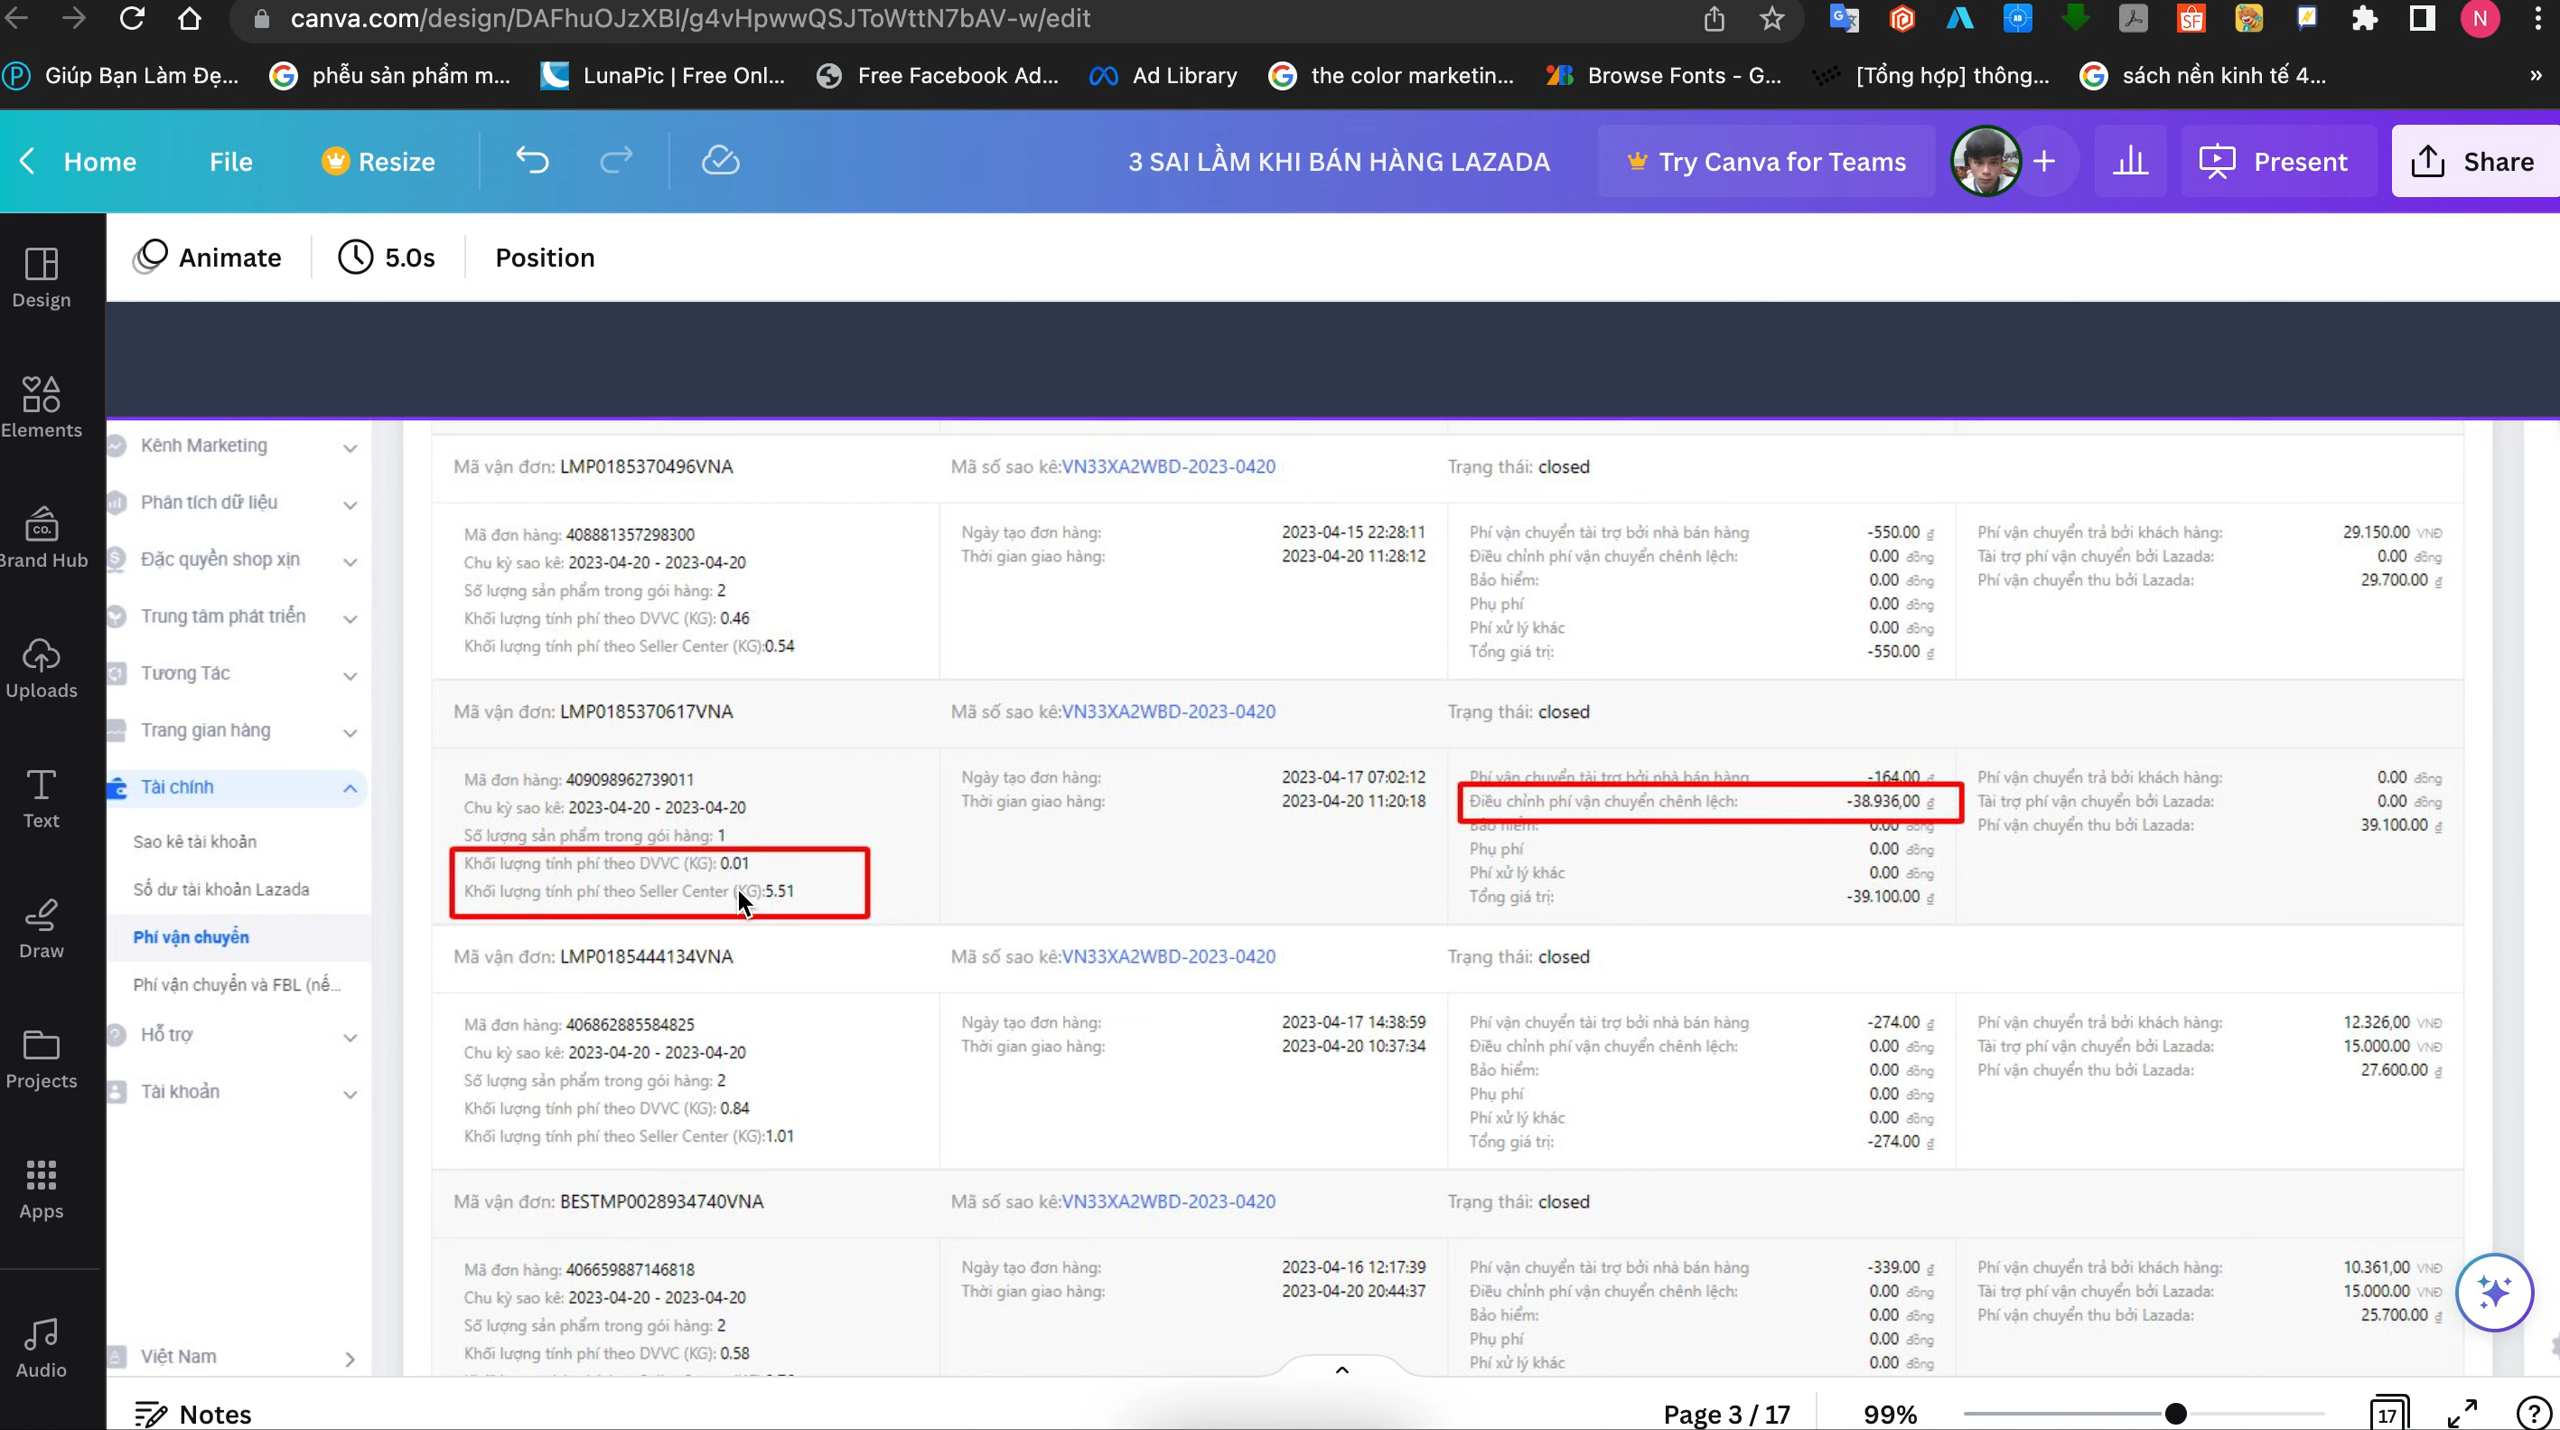 canva.com/design/DAFhuOJzXBI/g4vHpwwQSJToWttN7bAV-w/edit
N
Giúp Bạn Làm Đẹ...
phễu sản phẩm m...
LunaPic | Free Onl...
Free Facebook Ad...
Ad Library
the color marketin...
Browse Fonts - G...
[Tổng hợp] thông...
sách nền kinh tế 4...
»
Home
File
Resize
3 SAI LẦM KHI BÁN HÀNG LAZADA
Try Canva for Teams
Present
Share
Animate
5.0s
Position
Design
Elements
CO.
Brand Hub
Uploads
Text
Draw
Projects
Apps
Audio
Kênh Marketing
Phân tích dữ liệu
Đặc quyền shop xịn
Trung tâm phát triển
Tương Tác
Trang gian hàng
Tài chính
Sao kê tài khoản
Số dư tài khoản Lazada
Phí vận chuyển
Phí vận chuyển và FBL (nế...
Hỗ trợ
Tài khoản
Việt Nam
Mã vận đơn: LMP0185370496VNA
Mã số sao kê:VN33XA2WBD-2023-0420
Trạng thái: closed
Mã đơn hàng: 408881357298300
Chu kỳ sao kê: 2023-04-20 - 2023-04-20
Số lượng sản phẩm trong gói hàng: 2
Khối lượng tính phí theo DVVC (KG): 0.46
Khối lượng tính phí theo Seller Center (KG):0.54
Ngày tạo đơn hàng: 2023-04-15 22:28:11
Thời gian giao hàng: 2023-04-20 11:28:12
Phí vận chuyển tài trợ bởi nhà bán hàng -550.00 ₫
Điều chỉnh phí vận chuyển chênh lệch: 0.00 đồng
Bảo hiểm: 0.00 đồng
Phụ phí 0.00 đồng
Phí xử lý khác 0.00 đồng
Tổng giá trị: -550.00 ₫
Phí vận chuyển trả bởi khách hàng: 29.150.00 VNĐ
Tài trợ phí vận chuyển bởi Lazada: 0.00 đồng
Phí vận chuyển thu bởi Lazada: 29.700.00 ₫
Mã vận đơn: LMP0185370617VNA
Mã số sao kê:VN33XA2WBD-2023-0420
Trạng thái: closed
Mã đơn hàng: 409098962739011
Chu kỳ sao kê: 2023-04-20 - 2023-04-20
Số lượng sản phẩm trong gói hàng: 1
Khối lượng tính phí theo DVVC (KG): 0.01
Khối lượng tính phí theo Seller Center (KG):5.51
Ngày tạo đơn hàng: 2023-04-17 07:02:12
Thời gian giao hàng: 2023-04-20 11:20:18
Phí vận chuyển tài trợ bởi nhà bán hàng -164.00 ₫
Điều chỉnh phí vận chuyển chênh lệch: -38.936,00 ₫
Bảo hiểm: 0.00 đồng
Phụ phí 0.00 đồng
Phí xử lý khác 0.00 đồng
Tổng giá trị: -39.100.00 ₫
Phí vận chuyển trả bởi khách hàng: 0.00 đồng
Tài trợ phí vận chuyển bởi Lazada: 0.00 đồng
Phí vận chuyển thu bởi Lazada: 39.100.00 ₫
Mã vận đơn: LMP0185444134VNA
Mã số sao kê:VN33XA2WBD-2023-0420
Trạng thái: closed
Mã đơn hàng: 406862885584825
Chu kỳ sao kê: 2023-04-20 - 2023-04-20
Số lượng sản phẩm trong gói hàng: 2
Khối lượng tính phí theo DVVC (KG): 0.84
Khối lượng tính phí theo Seller Center (KG):1.01
Ngày tạo đơn hàng: 2023-04-17 14:38:59
Thời gian giao hàng: 2023-04-20 10:37:34
Phí vận chuyển tài trợ bởi nhà bán hàng -274.00 ₫
Điều chỉnh phí vận chuyển chênh lệch: 0.00 đồng
Bảo hiểm: 0.00 đồng
Phụ phí 0.00 đồng
Phí xử lý khác 0.00 đồng
Tổng giá trị: -274.00 ₫
Phí vận chuyển trả bởi khách hàng: 12.326,00 VNĐ
Tài trợ phí vận chuyển bởi Lazada: 15.000.00 VNĐ
Phí vận chuyển thu bởi Lazada: 27.600.00 ₫
Mã vận đơn: BESTMP0028934740VNA
Mã số sao kê:VN33XA2WBD-2023-0420
Trạng thái: closed
Mã đơn hàng: 406659887146818
Chu kỳ sao kê: 2023-04-20 - 2023-04-20
Số lượng sản phẩm trong gói hàng: 2
Khối lượng tính phí theo DVVC (KG): 0.58
Ngày tạo đơn hàng: 2023-04-16 12:17:39
Thời gian giao hàng: 2023-04-20 20:44:37
Phí vận chuyển tài trợ bởi nhà bán hàng -339.00 ₫
Điều chỉnh phí vận chuyển chênh lệch: 0.00 đồng
Bảo hiểm: 0.00 đồng
Phụ phí 0.00 đồng
Phí xử lý khác 0.00 đồng
Phí vận chuyển trả bởi khách hàng: 10.361,00 VNĐ
Tài trợ phí vận chuyển bởi Lazada: 15.000.00 VNĐ
Phí vận chuyển thu bởi Lazada: 25.700.00 ₫
Notes
Page 3 / 17
99%
17
?